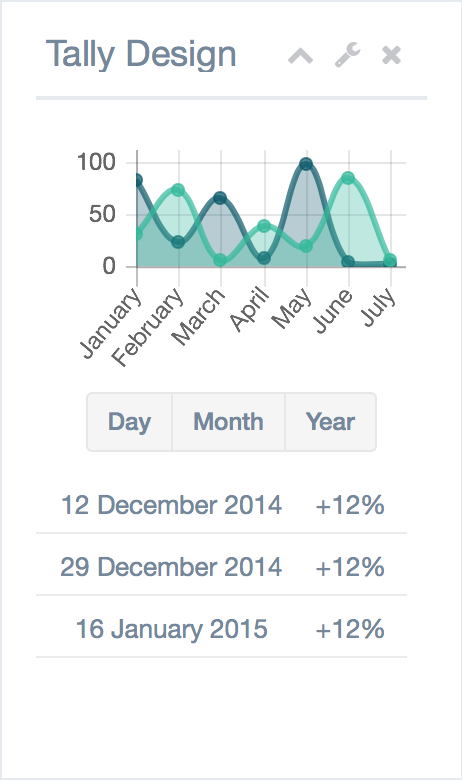 Tally Design
100
50
0
January February March April May June July
Day Month Year
12 December 2014 +12%
29 December 2014 +12%
16 January 2015 +12%